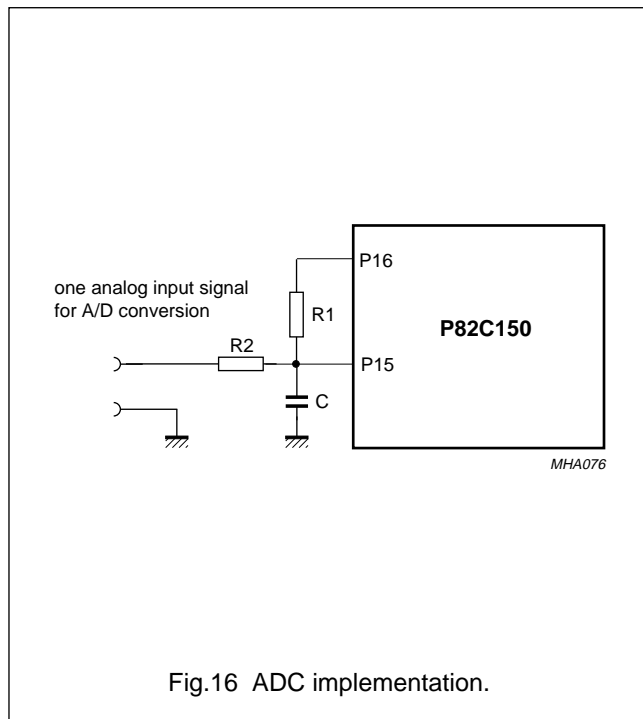 one analog input signal
for A/D conversion
P16
R1
P82C150
R2
P15
C
MHA076
Fig.16 ADC implementation.